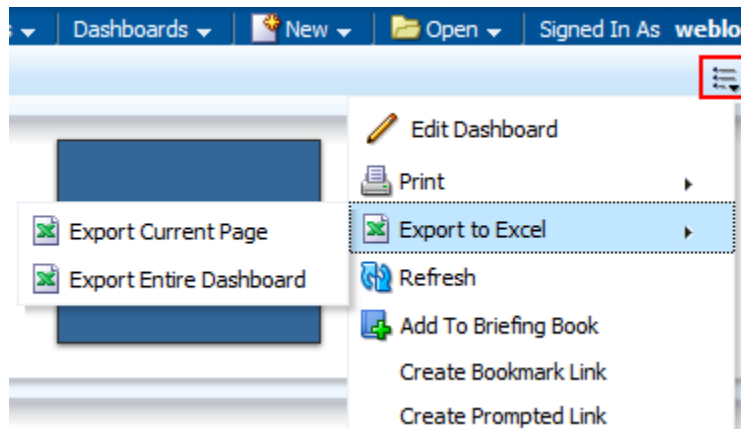 Dashboards New Open Signed In As weblo
Edit Dashboard
Print
Export Current Page Export to Excel
Export Entire Dashboard Refresh
Add To Briefing Book
Create Bookmark Link
Create Prompted Link